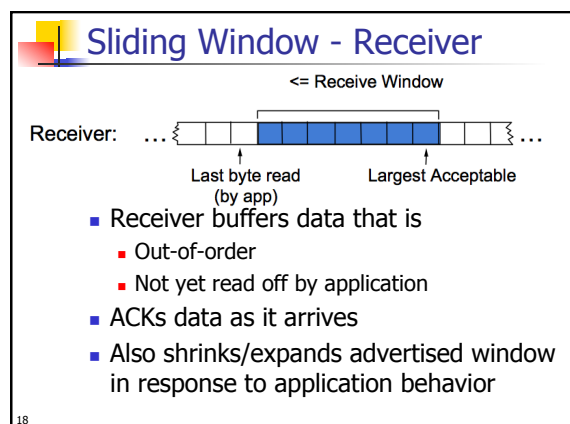 Sliding Window - Receiver
<= Receive Window
Receiver: ... ...
Last byte read Largest Acceptable
(by app)
Receiver buffers data that is
Out-of-order
Not yet read off by application
ACKs data as it arrives
Also shrinks/expands advertised window
in response to application behavior
18